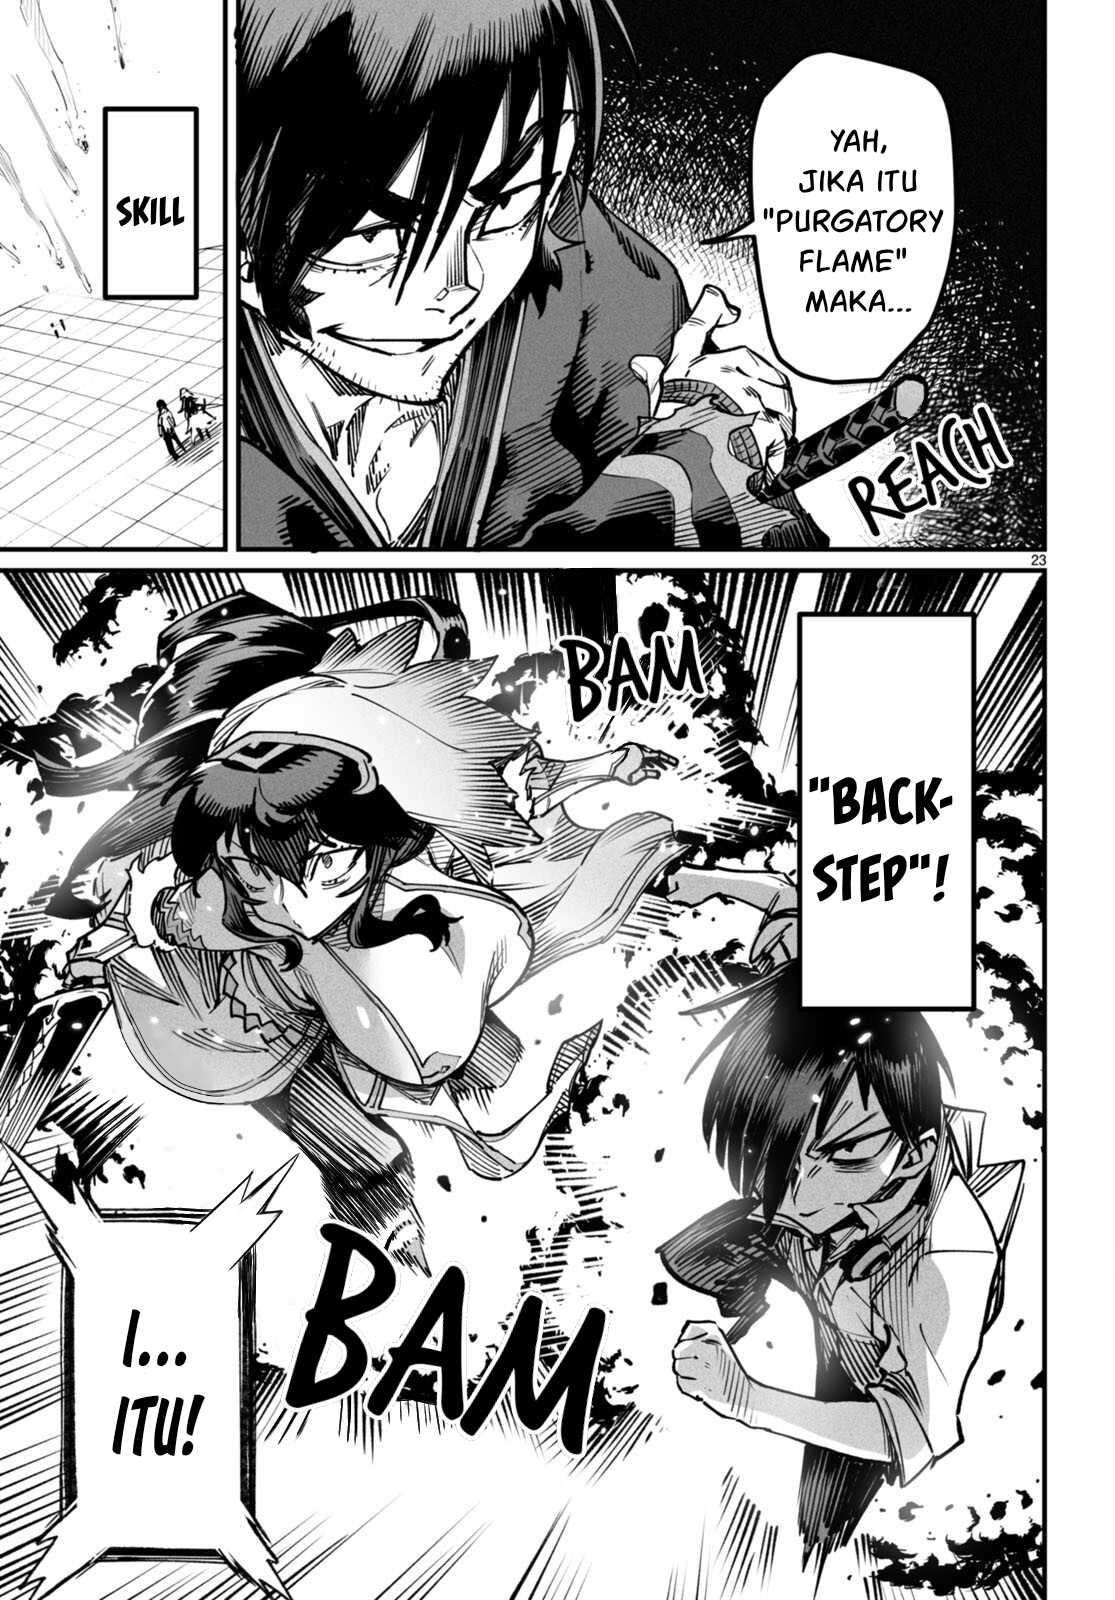 YAH,
JIKA ITU
"PURGATORY
FLAME"
MAKA...
REACH
SKILL
23
"BACK-
STEP"!
BAM
BAM
I...
ITU!